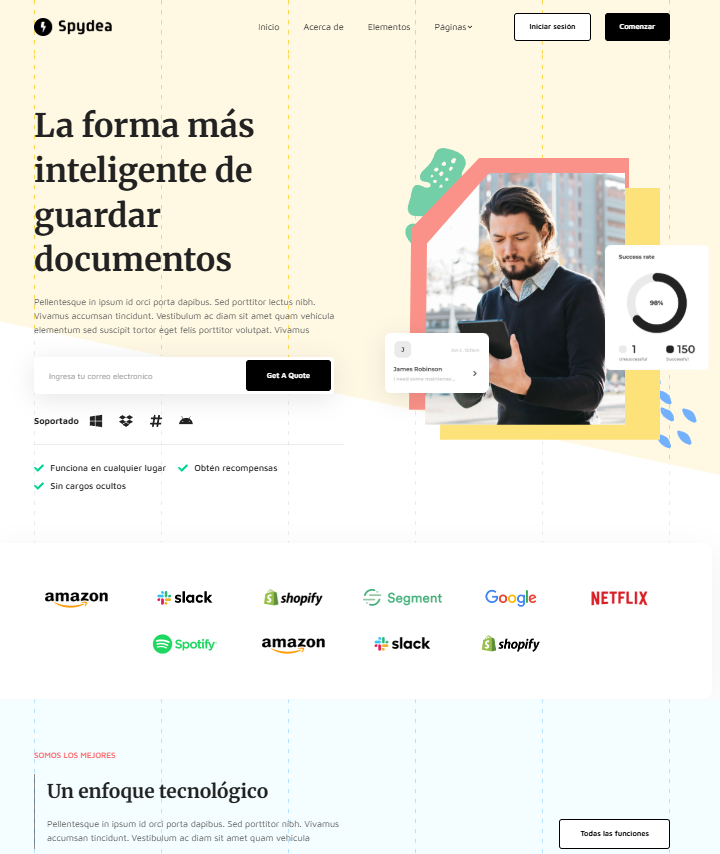 Spydea
Inicio Acerca de Elementos Páginas Iniciar sesión Comenzar
La forma más
inteligente de
guardar
documentos
Pellentesque in ipsum id orci porta dapibus. Sed porttitor lectus nibh.
Vivamus accumsan tincidunt. Vestibulum ac diam sit amet quam vehicula
elementum sed suscipit tortor eget felis porttitor volutpat. Vivamus
Ingresa tu correo electronico Get A Quote
Soportado
Funciona en cualquier lugar Obtén recompensas
Sin cargos ocultos
Success rate
98%
1 150
Unsuccessful Successful
J
James Robinson
I need some maintenan...
amazon slack shopify Segment Google NETFLIX
Spotify amazon slack shopify
SOMOS LOS MEJORES
Un enfoque tecnológico
Pellentesque in ipsum id orci porta dapibus. Sed porttitor nibh. Vivamus
accumsan tincidunt. Vestibulum ac diam sit amet quam vehicula
Todas las funciones